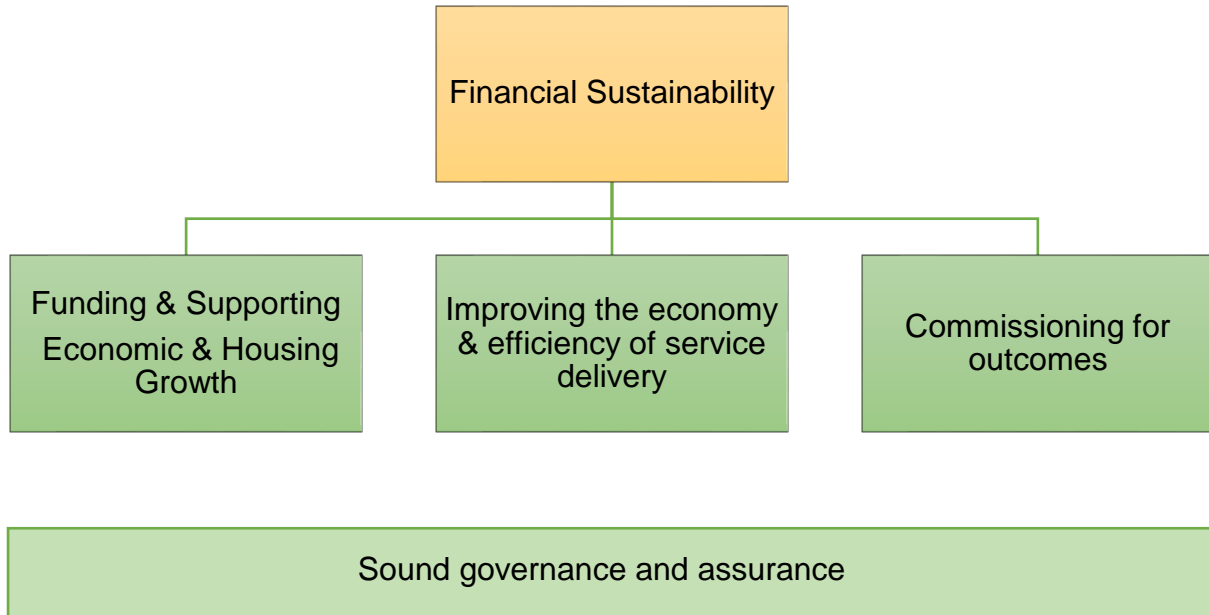 Financial Sustainability
Funding & Supporting
Economic & Housing
Growth
Improving the economy
& efficiency of service
delivery
Commissioning for
outcomes
Sound governance and assurance